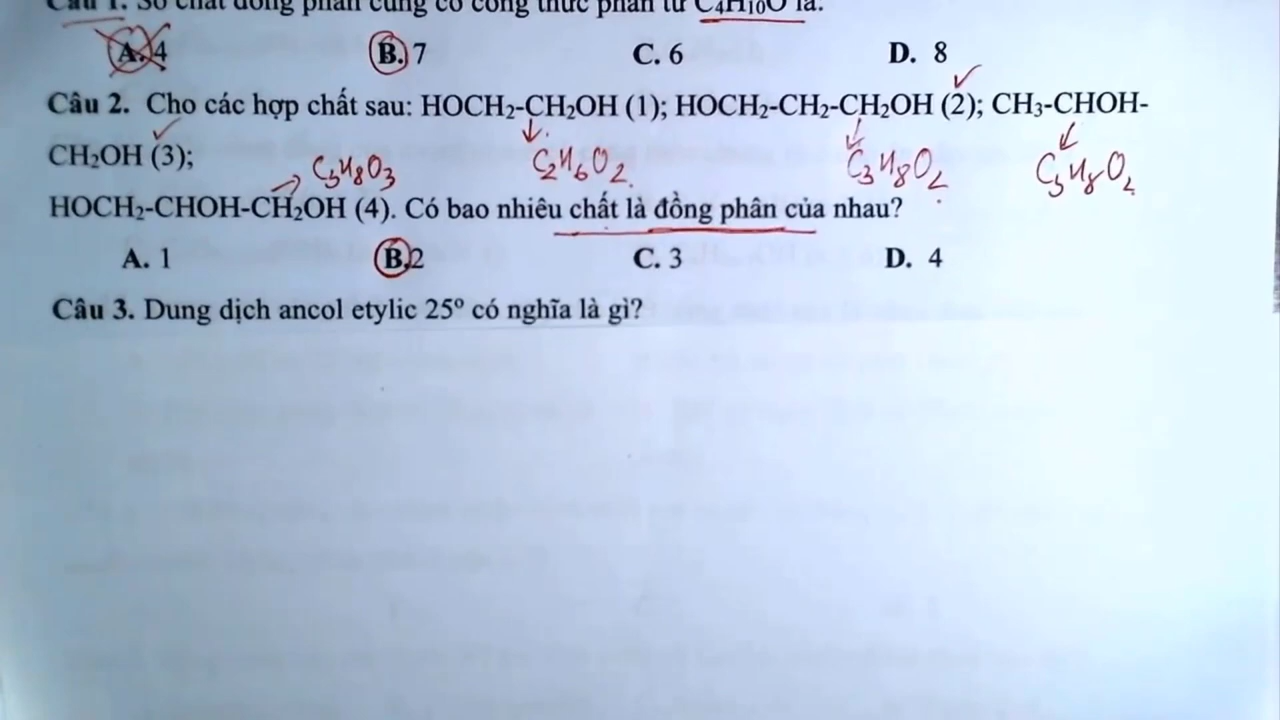 Câu 1. Số chất đồng phân cùng có công thức phân tử C₄H₁₀O là:
A. 4 B. 7 C. 6 D. 8
Câu 2. Cho các hợp chất sau: HOCH₂-CH₂OH (1); HOCH₂-CH₂-CH₂OH (2); CH₃-CHOH-
CH₂OH (3);
C₃H₈O₃ C₂H₆O₂. C₃H₈O₂ C₃H₈O₂
HOCH₂-CHOH-CH₂OH (4). Có bao nhiêu chất là đồng phân của nhau?
A. 1 B. 2 C. 3 D. 4
Câu 3. Dung dịch ancol etylic 25º có nghĩa là gì?